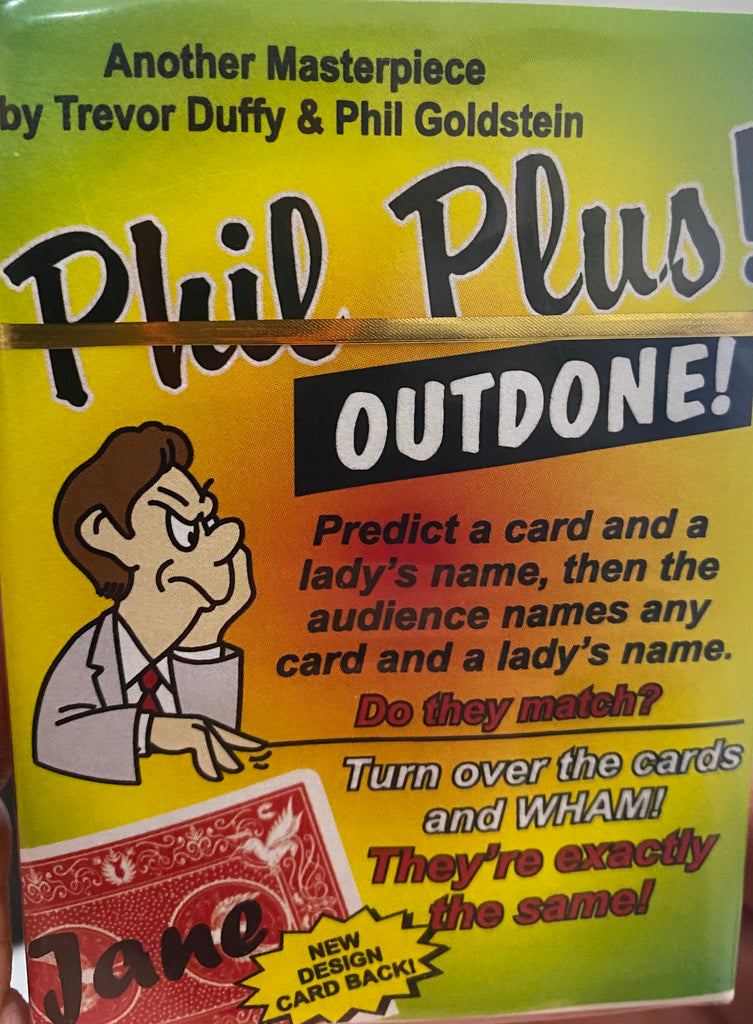 Another Masterpiece
by Trevor Duffy & Phil Goldstein
Phil Plus!
OUTDONE!
Predict a card and a
lady's name, then the
audience names any
card and a lady's name.
Do they match?
Turn over the cards
and WHAM!
They're exactly
the same!
Jane
NEW
DESIGN
CARD BACK!